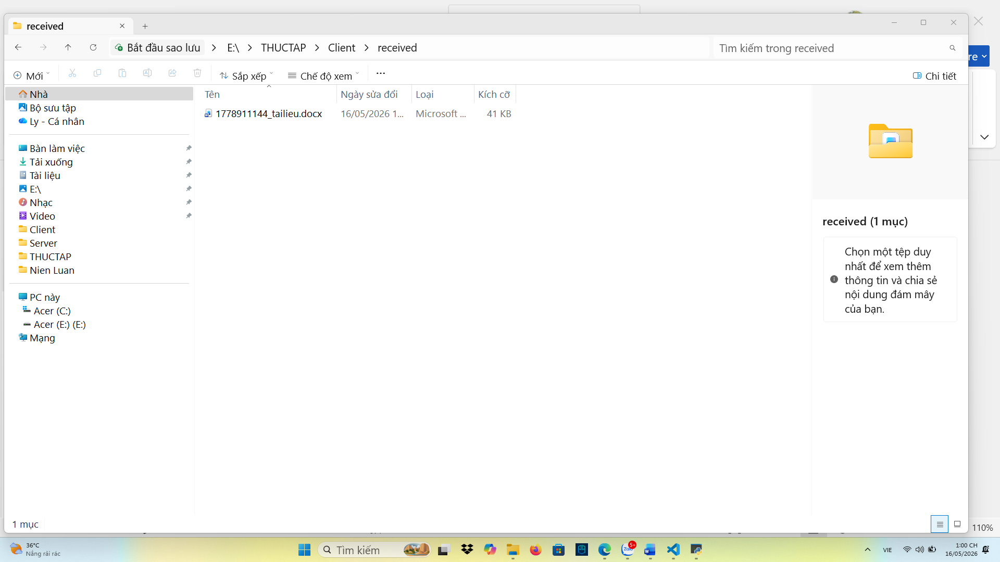 received
Bắt đầu sao lưu
E:\
THUCTAP
Client
received
Tìm kiếm trong received
re
Mới
Sắp xếp
Chế độ xem
Chi tiết
Nhà
Bộ sưu tập
Ly - Cá nhân
Bàn làm việc
Tải xuống
Tài liệu
E:\
Nhạc
Video
Client
Server
THUCTAP
Nien Luan
PC này
Acer (C:)
Acer (E:) (E:)
Mạng
Tên
Ngày sửa đổi
Loại
Kích cỡ
1778911144_tailieu.docx
16/05/2026 1...
Microsoft ...
41 KB
received (1 mục)
Chọn một tệp duy
nhất để xem thêm
thông tin và chia sẻ
nội dung đám mây
của bạn.
1 mục
110%
36°C
Nắng rải rác
Tìm kiếm
Zalo
5+
VIE
1:00 CH
16/05/2026